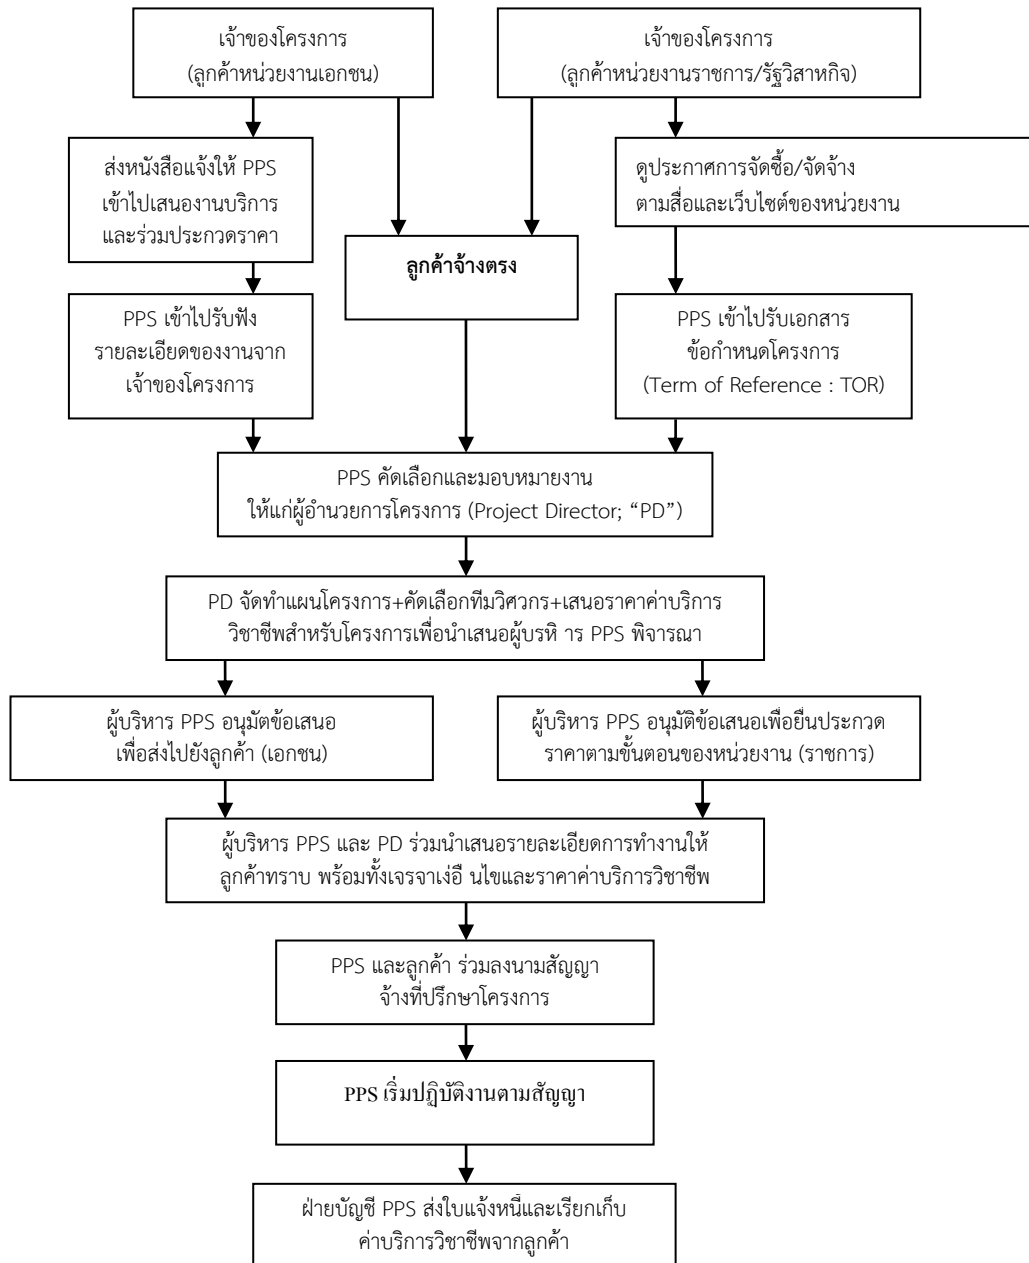 เจ้าของโครงการ
(ลูกค้าหน่วยงานเอกชน)
เจ้าของโครงการ
(ลูกค้าหน่วยงานราชการ/รัฐวิสาหกิจ)
ส่งหนังสือแจ้งให้ PPS
เข้าไปเสนองานบริการ
และร่วมประกวดราคา
ดูประกาศการจัดซื้อ/จัดจ้าง
ตามสื่อและเว็บไซต์ของหน่วยงาน
ลูกค้าจ้างตรง
PPS เข้าไปรับฟัง
รายละเอียดของงานจาก
เจ้าของโครงการ
PPS เข้าไปรับเอกสาร
ข้อกำหนดโครงการ
(Term of Reference : TOR)
PPS คัดเลือกและมอบหมายงาน
ให้แก่ผู้อำนวยการโครงการ (Project Director; “PD”)
PD จัดทำแผนโครงการ+คัดเลือกทีมวิศวกร+เสนอราคาค่าบริการ
วิชาชีพสำหรับโครงการเพื่อนำเสนอผู้บรหิ าร PPS พิจารณา
ผู้บริหาร PPS อนุมัตข้อเสนอ
เพื่อส่งไปยังลูกค้า (เอกชน)
ผู้บริหาร PPS อนุมัติข้อเสนอเพื่อยื่นประกวด
ราคาตามขั้นตอนของหน่วยงาน (ราชการ)
ผู้บริหาร PPS และ PD ร่วมนำเสนอรายละเอียดการทำงานให้
ลูกค้าทราบ พร้อมทั้งเจรจาเง่อื นไขและราคาค่าบริการวิชาชีพ
PPS และลูกค้า ร่วมลงนามสัญญา
จ้างที่ปรึกษาโครงการ
PPS เริ่มปฏิบัติงานตามสัญญา
ฝ่ายบัญชี PPS ส่งใบแจ้งหนี้และเรียกเก็บ
ค่าบริการวิชาชีพจากลูกค้า